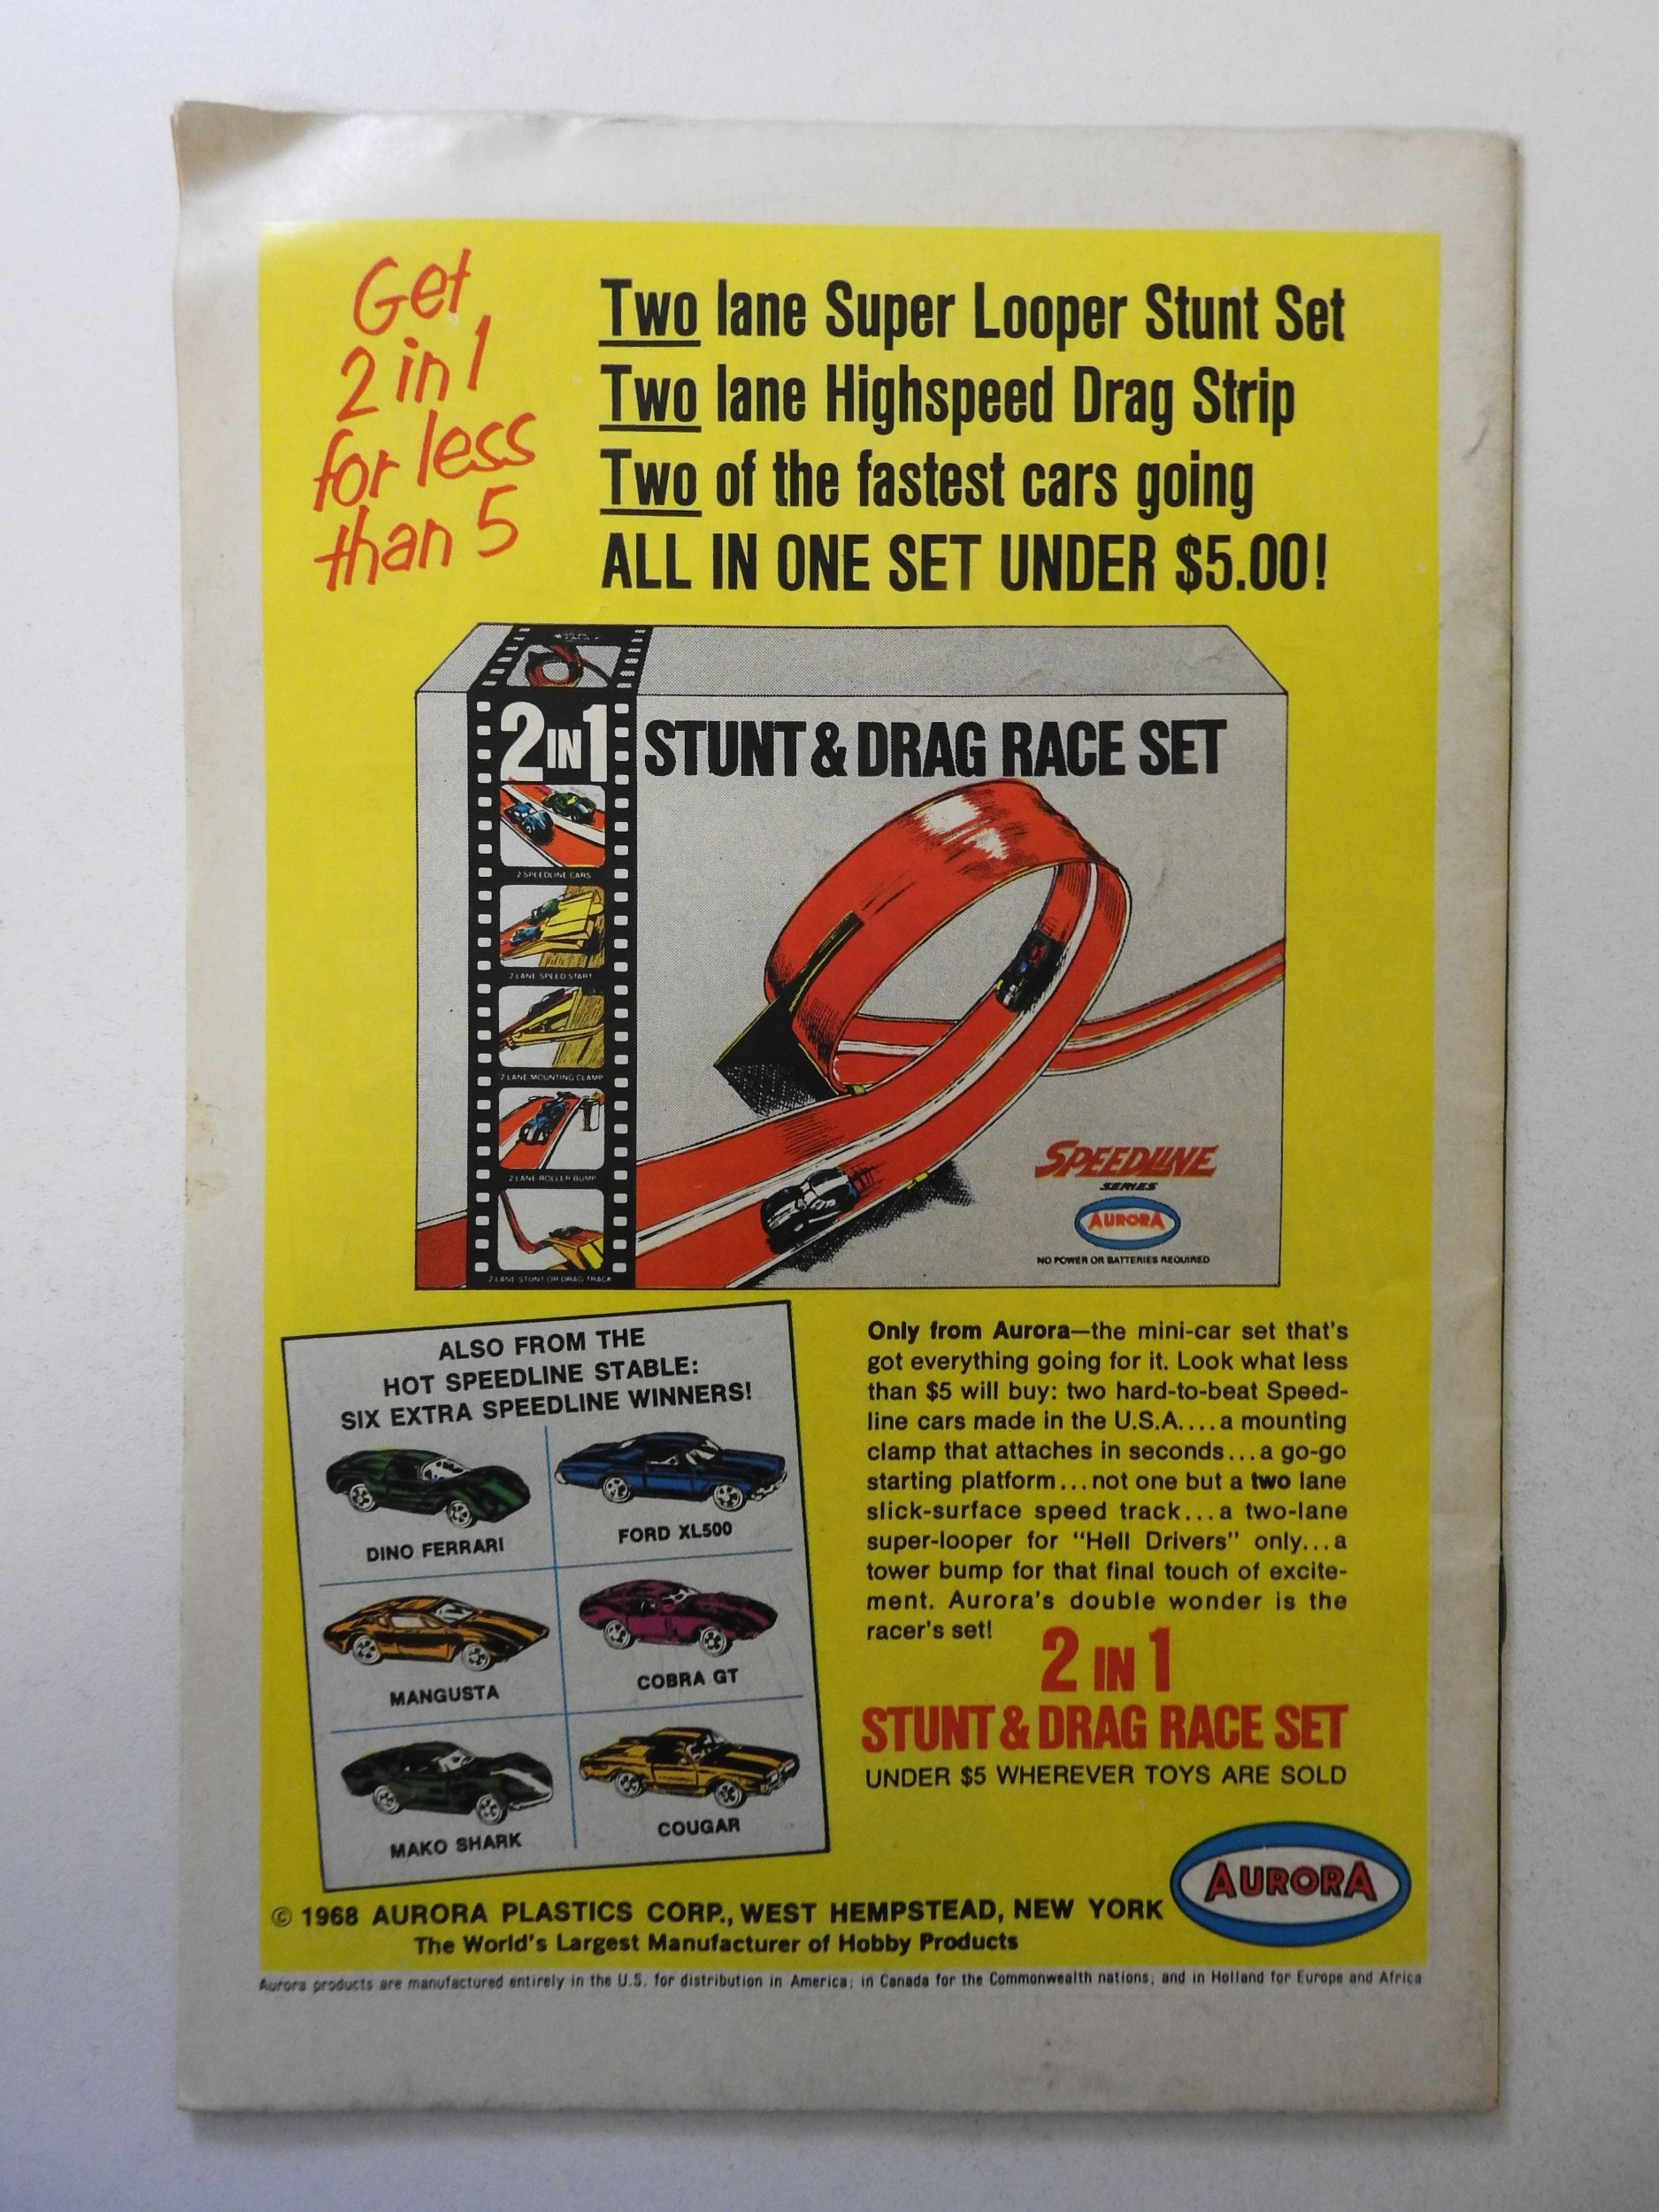 Get
2 in 1
for less
than 5
Two lane Super Looper Stunt Set
Two lane Highspeed Drag Strip
Two of the fastest cars going
ALL IN ONE SET UNDER $5.00!
2 IN 1
STUNT & DRAG RACE SET
2 SPEEDLINE CARS
2 LANE SPEED START
2 LANE MOUNTING CLAMP
2 LANE ROLLER BUMP
2 LANE STUNT OR DRAG TRACK
SPEEDLINE
SERIES
AURORA
NO POWER OR BATTERIES REQUIRED
ALSO FROM THE
HOT SPEEDLINE STABLE:
SIX EXTRA SPEEDLINE WINNERS!
DINO FERRARI
FORD XL500
MANGUSTA
COBRA GT
MAKO SHARK
COUGAR
Only from Aurora—the mini-car set that's
got everything going for it. Look what less
than $5 will buy: two hard-to-beat Speed-
line cars made in the U.S.A....a mounting
clamp that attaches in seconds...a go-go
starting platform...not one but a two lane
slick-surface speed track...a two-lane
super-looper for "Hell Drivers" only...a
tower bump for that final touch of excite-
ment. Aurora's double wonder is the
racer's set!
2 IN 1
STUNT & DRAG RACE SET
UNDER $5 WHEREVER TOYS ARE SOLD
AURORA
© 1968 AURORA PLASTICS CORP., WEST HEMPSTEAD, NEW YORK
The World's Largest Manufacturer of Hobby Products
Aurora products are manufactured entirely in the U.S. for distribution in America; in Canada for the Commonwealth nations; and in Holland for Europe and Africa